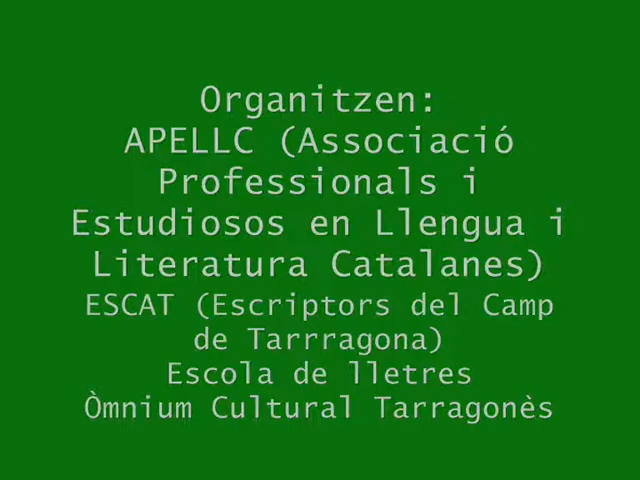 Organitzen:
APELLC (Associació
Professionals i
Estudiosos en Llengua i
Literatura Catalanes)
ESCAT (Escriptors del Camp
de Tarrragona)
Escola de lletres
Òmnium Cultural Tarragonès